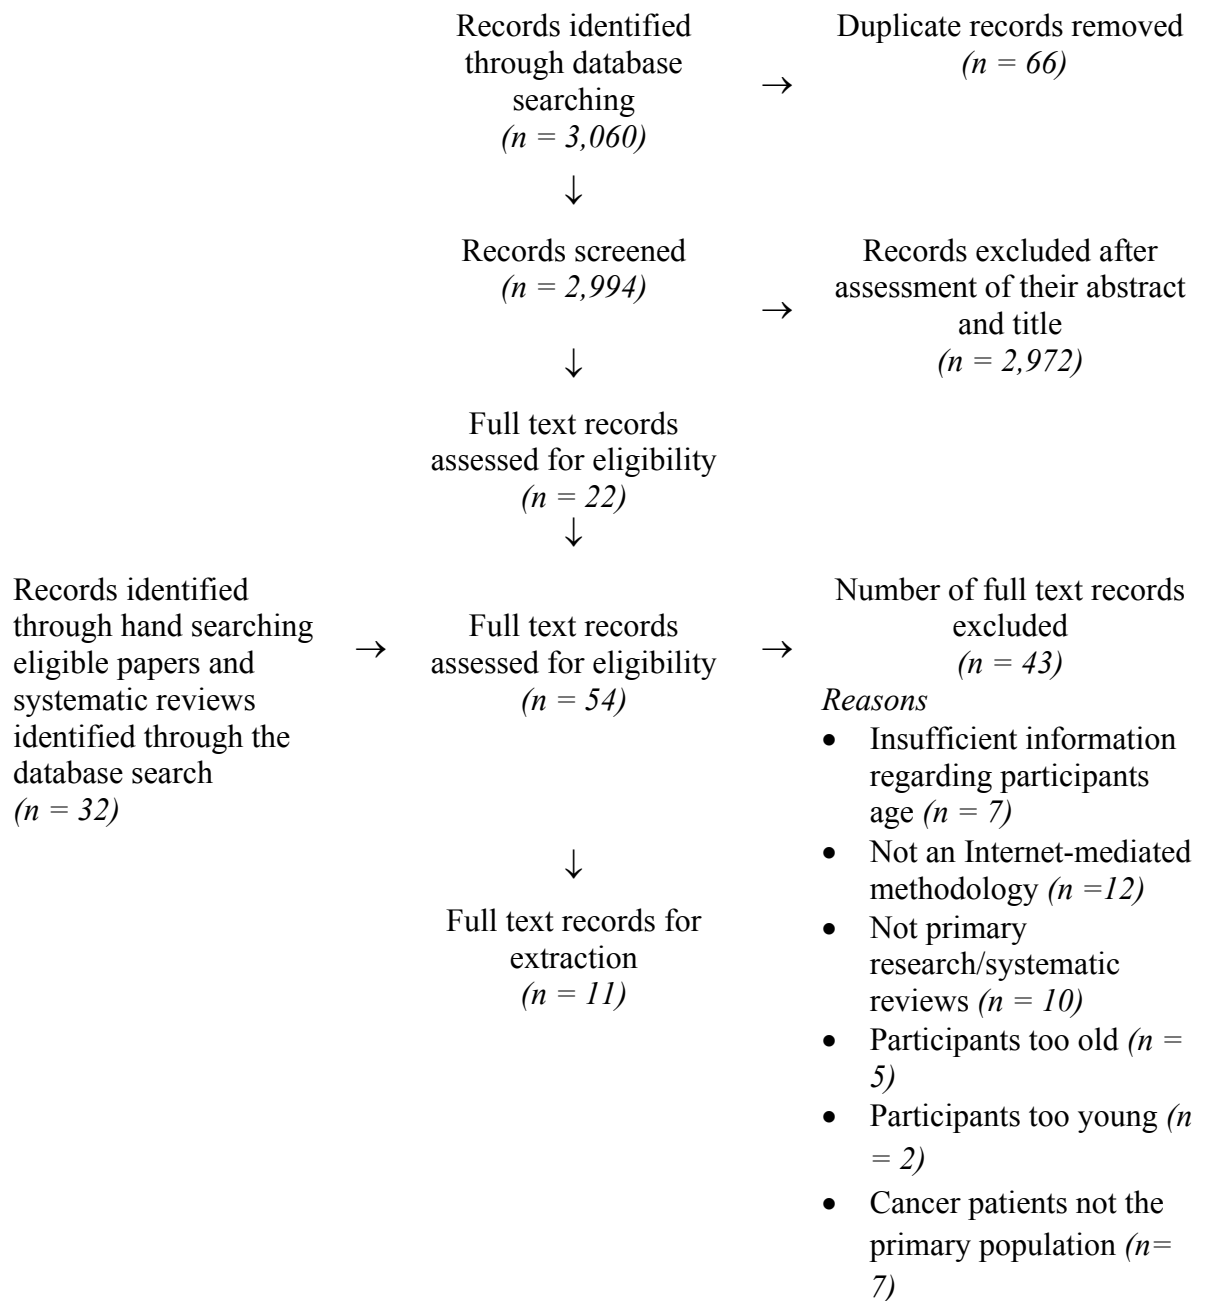 Records identified
through database
searching
(n = 3,060)
→
Duplicate records removed
(n = 66)
↓
Records screened
(n = 2,994)
→
Records excluded after
assessment of their abstract
and title
(n = 2,972)
↓
Full text records
assessed for eligibility
(n = 22)
↓
Records identified
through hand searching
eligible papers and
systematic reviews
identified through the
database search
(n = 32)
→
Full text records
assessed for eligibility
(n = 54)
→
Number of full text records
excluded
(n = 43)
Reasons
• Insufficient information
regarding participants
age (n = 7)
• Not an Internet-mediated
methodology (n =12)
• Not primary
research/systematic
reviews (n = 10)
• Participants too old (n =
5)
• Participants too young (n
= 2)
• Cancer patients not the
primary population (n=
7)
↓
Full text records for
extraction
(n = 11)